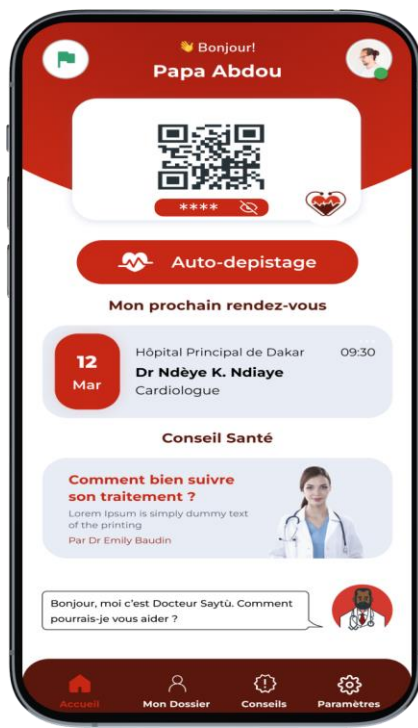 👋 Bonjour!
Papa Abdou
****
Auto-depistage
Mon prochain rendez-vous
12
Mar
Hôpital Principal de Dakar 09:30
Dr Ndèye K. Ndiaye
Cardiologue
Conseil Santé
Comment bien suivre
son traitement ?
Lorem Ipsum is simply dummy text
of the printing
Par Dr Emily Baudin
Bonjour, moi c'est Docteur Saytù. Comment
pourrais-je vous aider ?
Accueil Mon Dossier Conseils Paramètres